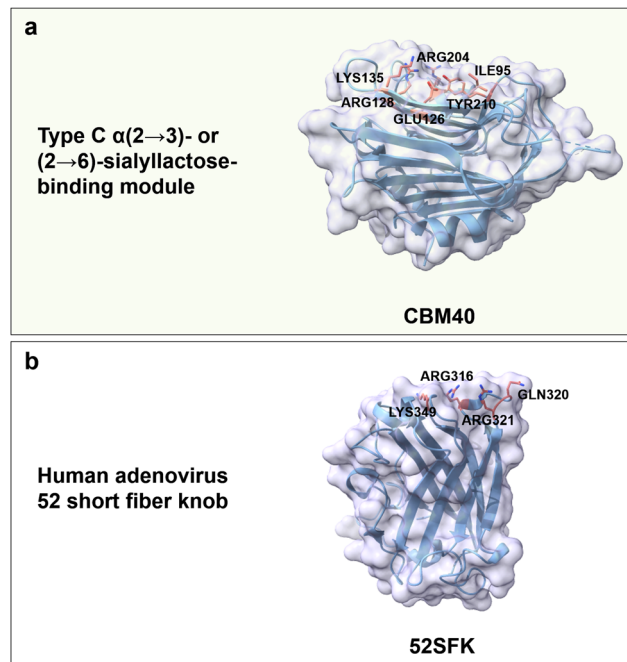 a
ARG204
LYS135
ILE95
ARG128
TYR210
GLU126
Type C α(2→3)- or
(2→6)-sialyllactose-
binding module
CBM40
b
ARG316
GLN320
LYS349
ARG321
Human adenovirus
52 short fiber knob
52SFK